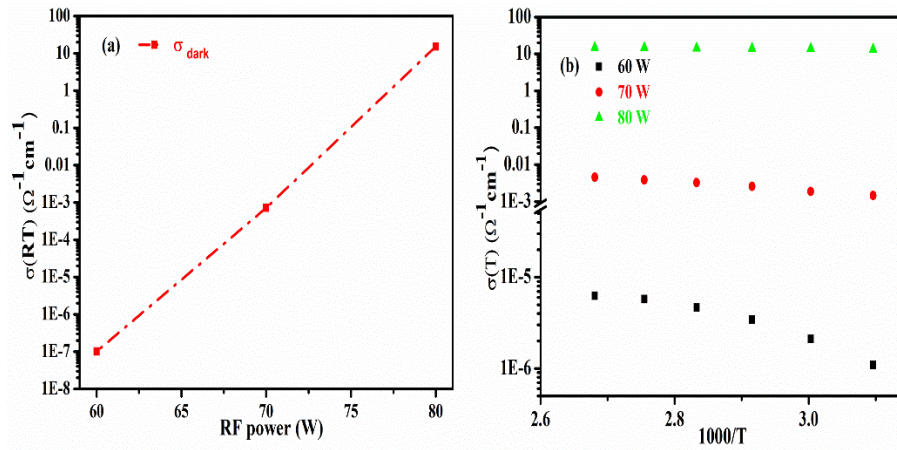 (a) σ dark
σ(RT) (Ω⁻¹cm⁻¹)
100
10
1
0.1
0.01
1E-3
1E-4
1E-5
1E-6
1E-7
1E-8
60 65 70 75 80
RF power (W)
(b)
60 W
70 W
80 W
σ(T) (Ω⁻¹cm⁻¹)
100
10
1
0.1
0.01
1E-3
1E-5
1E-6
2.6 2.8 3.0
1000/T